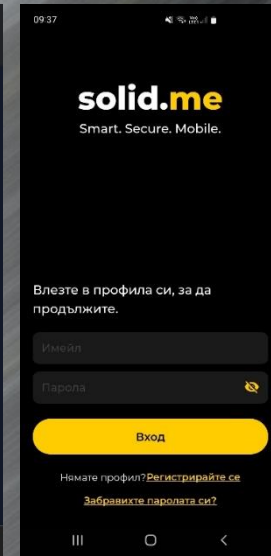 09:37
solid.me
Smart. Secure. Mobile.
Влезте в профила си, за да
продължите.
Имейл
Парола
Вход
Нямате профил?Регистрирайте се
Забравихте паролата си?